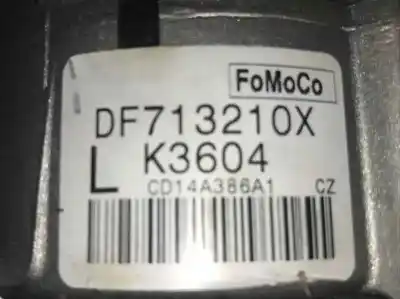 FoMoCo
DF713210X
L K3604
CD14A386A1 CZ